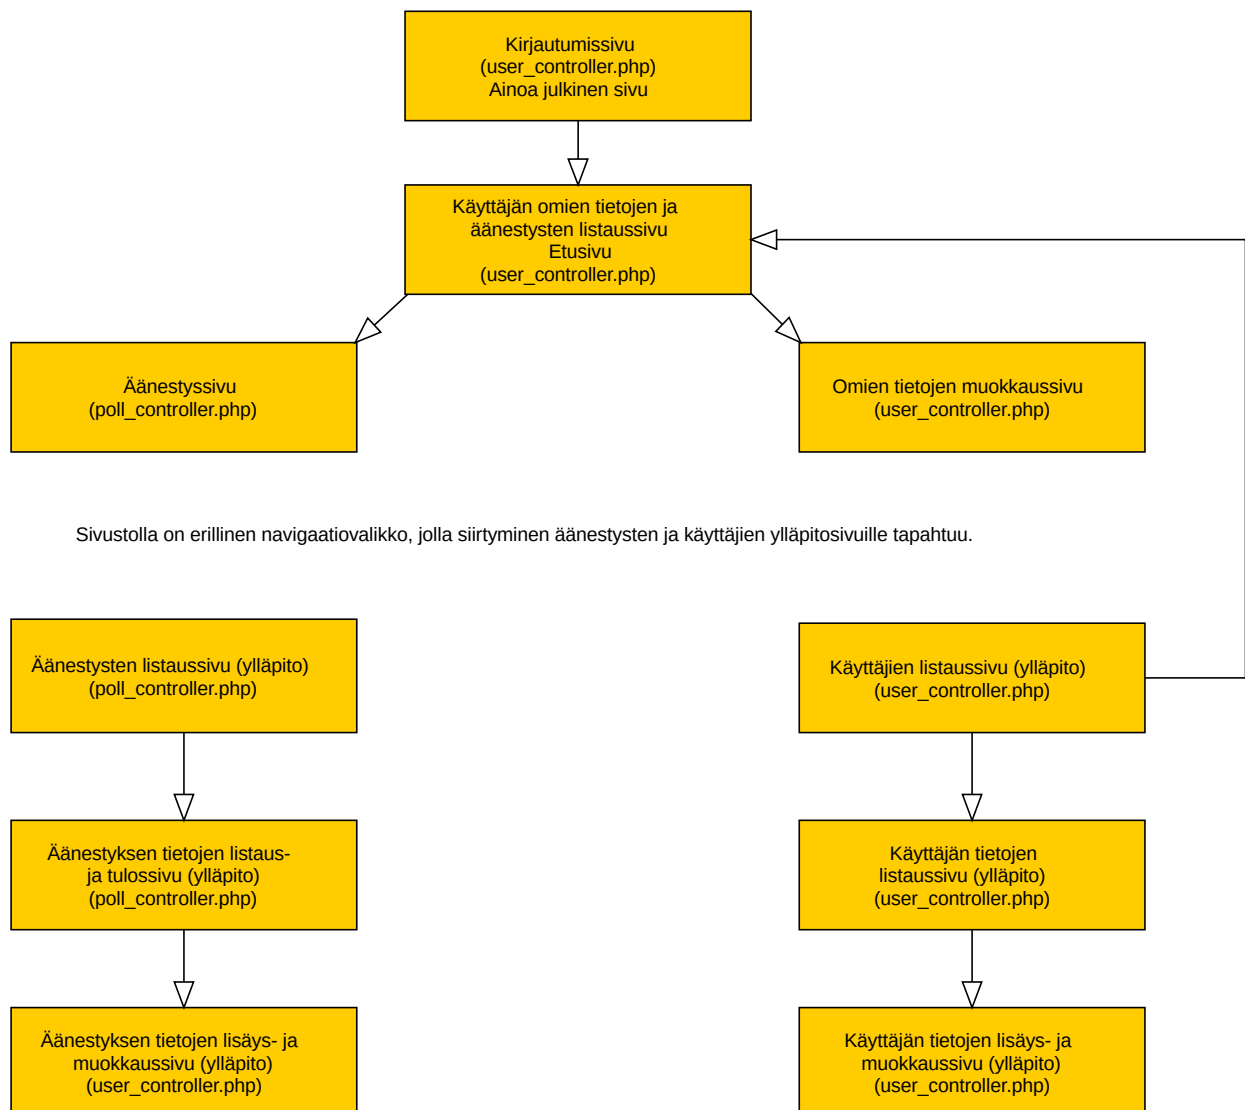 Kirjautumissivu
(user_controller.php)
Ainoa julkinen sivu
Käyttäjän omien tietojen ja
äänestysten listaussivu
Etusivu
(user_controller.php)
Äänestyssivu
(poll_controller.php)
Omien tietojen muokkaussivu
(user_controller.php)
Sivustolla on erillinen navigaatiovalikko, jolla siirtyminen äänestysten ja käyttäjien ylläpitosivuille tapahtuu.
Äänestysten listaussivu (ylläpito)
(poll_controller.php)
Käyttäjien listaussivu (ylläpito)
(user_controller.php)
Äänestyksen tietojen listaus-
ja tulossivu (ylläpito)
(poll_controller.php)
Käyttäjän tietojen
listaussivu (ylläpito)
(user_controller.php)
Äänestyksen tietojen lisäys- ja
muokkaussivu (ylläpito)
(user_controller.php)
Käyttäjän tietojen lisäys- ja
muokkaussivu (ylläpito)
(user_controller.php)